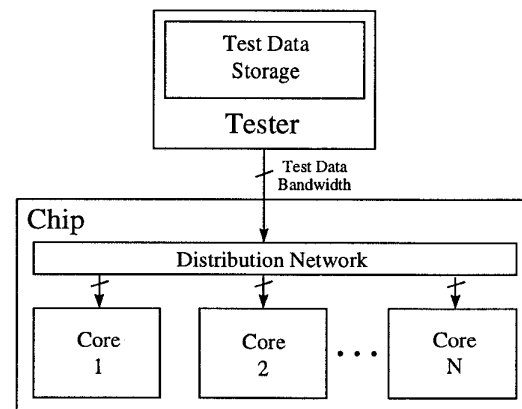 Test Data
Storage
Tester
Test Data
Bandwidth
Chip
Distribution Network
Core
1
Core
2
Core
N